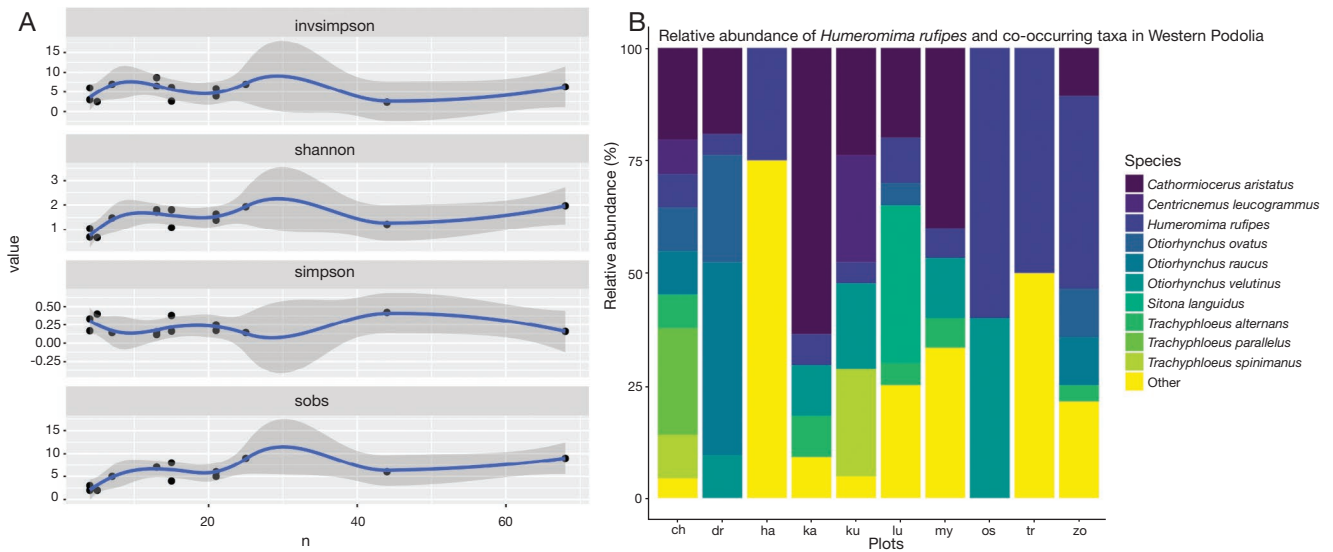 A
invsimpson
15
10
5
0
shannon
3
2
1
simpson
0.50
0.25
0.00
-0.25
sobs
15
10
5
0
value
20
40
60
n
B
Relative abundance of Humeromima rufipes and co-occurring taxa in Western Podolia
100
75
50
25
0
Relative abundance (%)
ch dr ha ka ku lu my os tr zo
Plots
Species
Cathormiocerus aristatus
Centricnemus leucogrammus
Humeromima rufipes
Otiorhynchus ovatus
Otiorhynchus raucus
Otiorhynchus velutinus
Sitona languidus
Trachyphloeus alternans
Trachyphloeus parallelus
Trachyphloeus spinimanus
Other